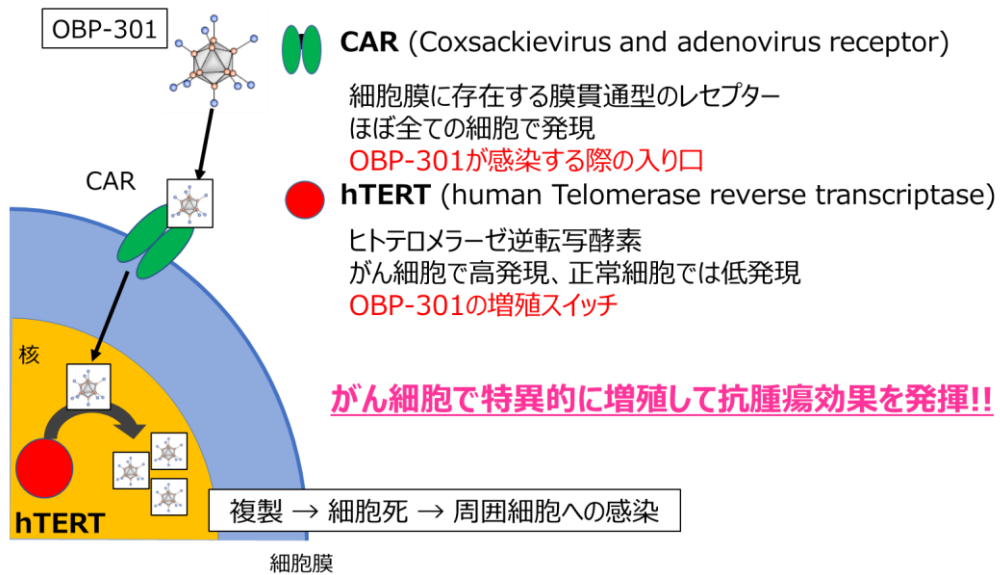 OBP-301
CAR (Coxsackievirus and adenovirus receptor)
細胞膜に存在する膜貫通型のレセプター
ほぼ全ての細胞で発現
OBP-301が感染する際の入り口
CAR
hTERT (human Telomerase reverse transcriptase)
ヒトテロメラーゼ逆転写酵素
がん細胞で高発現、正常細胞では低発現
OBP-301の増殖スイッチ
核
がん細胞で特異的に増殖して抗腫瘍効果を発揮!!
hTERT
複製 → 細胞死 → 周囲細胞への感染
細胞膜